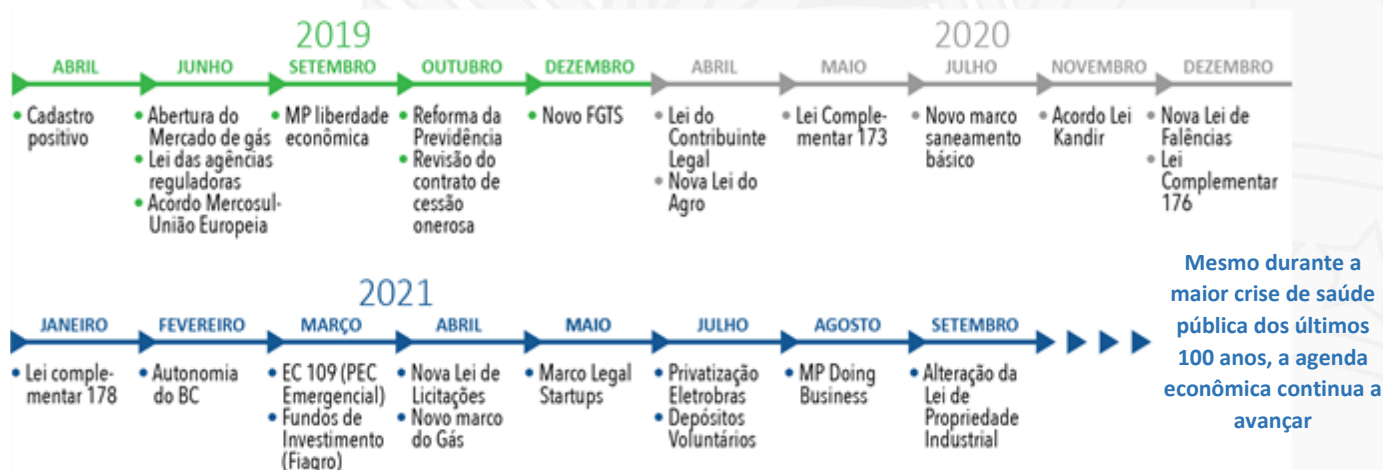 2019
2020
ABRIL
JUNHO
SETEMBRO
OUTUBRO
DEZEMBRO
ABRIL
MAIO
JULHO
NOVEMBRO
DEZEMBRO
• Cadastro
positivo
• Abertura do
Mercado de gás
• Lei das agências
reguladoras
• Acordo Mercosul-
União Europeia
• MP liberdade
econômica
• Reforma da
Previdência
• Revisão do
contrato de
cessão
onerosa
• Novo FGTS
• Lei do
Contribuinte
Legal
• Nova Lei do
Agro
• Lei Comple-
mentar 173
• Novo marco
saneamento
básico
• Acordo Lei
Kandir
• Nova Lei de
Falências
• Lei
Complementar
176
2021
JANEIRO
FEVEREIRO
MARÇO
ABRIL
MAIO
JULHO
AGOSTO
SETEMBRO
• Lei comple-
mentar 178
• Autonomia
do BC
• EC 109 (PEC
Emergencial)
• Fundos de
Investimento
(Fiagro)
• Nova Lei de
Licitações
• Novo marco
do Gás
• Marco Legal
Startups
• Privatização
Eletrobras
• Depósitos
Voluntários
• MP Doing
Business
• Alteração da
Lei de
Propriedade
Industrial
Mesmo durante a
maior crise de saúde
pública dos últimos
100 anos, a agenda
econômica continua a
avançar